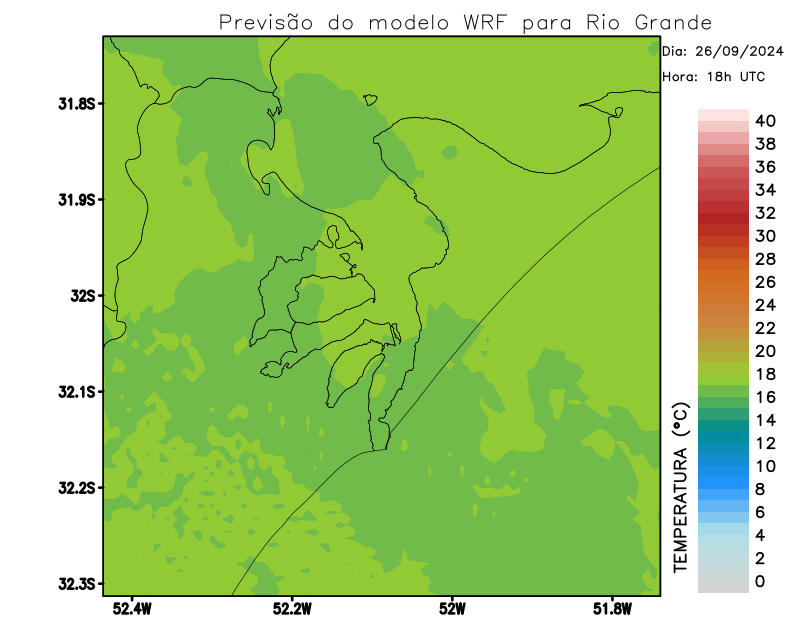 Previsão do modelo WRF para Rio Grande
Dia: 26/09/2024
Hora: 18h UTC
31.8S
31.9S
32S
32.1S
32.2S
32.3S
52.4W
52.2W
52W
51.8W
40
38
36
34
32
30
28
26
24
22
20
18
16
14
12
10
8
6
4
2
0
TEMPERATURA (°C)